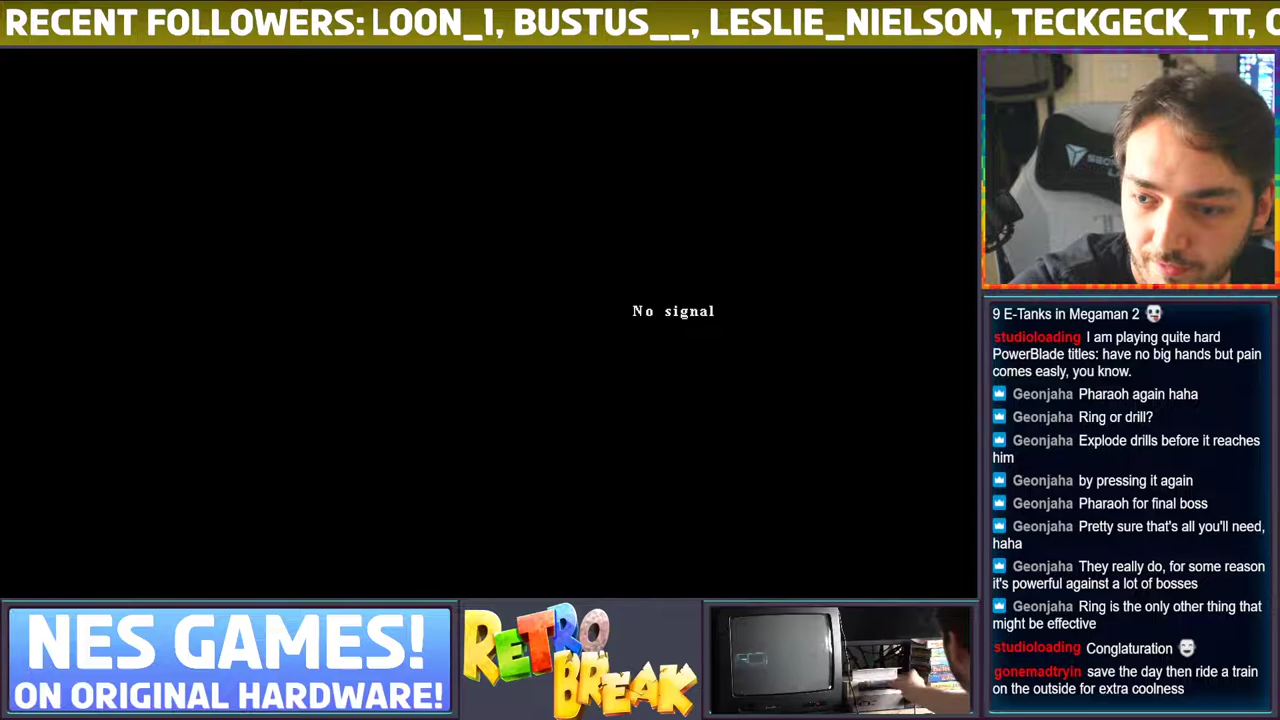 RECENT FOLLOWERS: LOON_1, BUSTUS__, LESLIE_NIELSON, TECKGECK_TT,
No signal
9 E-Tanks in Megaman 2
studioloading I am playing quite hard
PowerBlade titles: have no big hands but pain
comes easly, you know.
Geonjaha Pharaoh again haha
Geonjaha Ring or drill?
Geonjaha Explode drills before it reaches
him
Geonjaha by pressing it again
Geonjaha Pharaoh for final boss
Geonjaha Pretty sure that's all you'll need,
haha
Geonjaha They really do, for some reason
it's powerful against a lot of bosses
Geonjaha Ring is the only other thing that
might be effective
studioloading Conglaturation
gonemadtryin save the day then ride a train
on the outside for extra coolness
NES GAMES!
ON ORIGINAL HARDWARE!
RETRO
BREAK